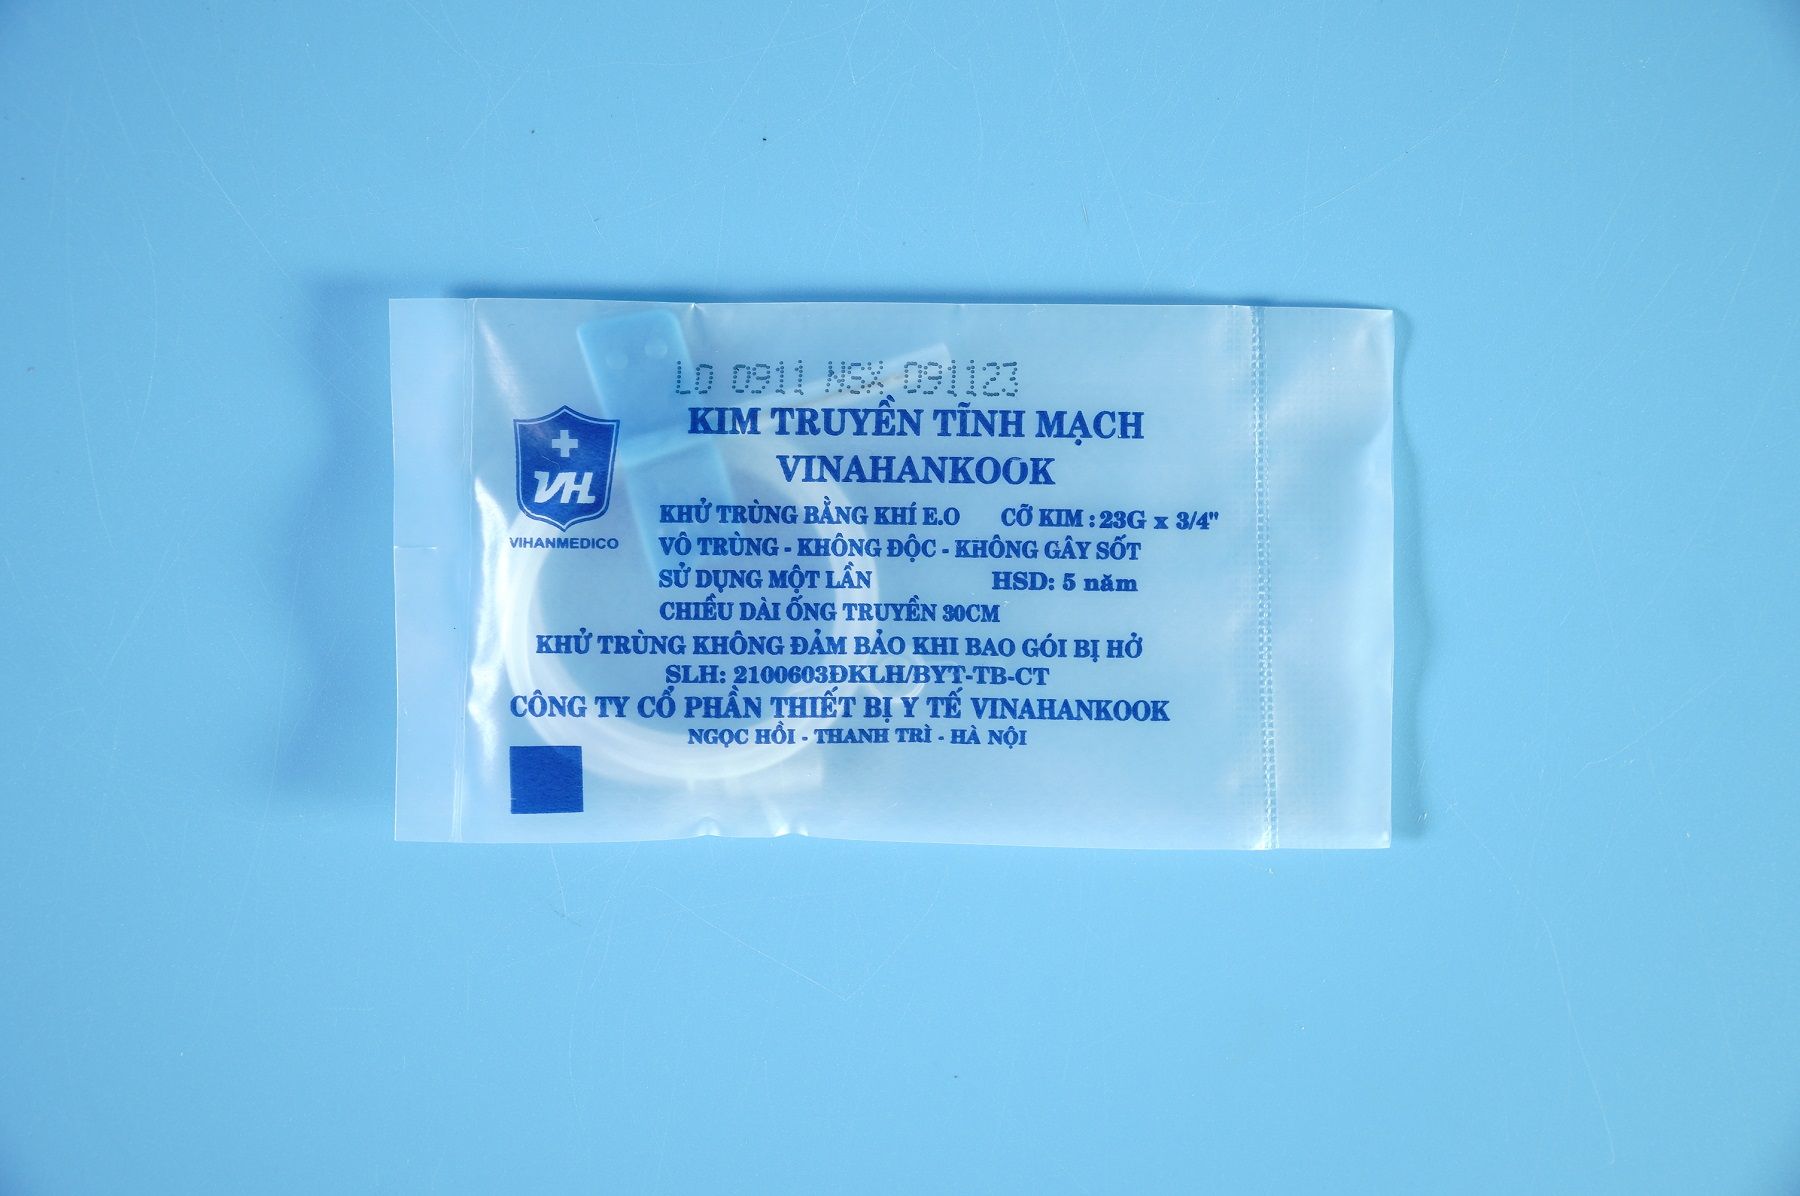 LO 0911 NSX 091123
KIM TRUYỀN TĨNH MẠCH
VINAHANKOOK
VH
VIHANMEDICO
KHỬ TRÙNG BẰNG KHÍ E.O CỠ KIM : 23G x 3/4"
VÔ TRÙNG - KHÔNG ĐỘC - KHÔNG GÂY SỐT
SỬ DỤNG MỘT LẦN HSD: 5 năm
CHIỀU DÀI ỐNG TRUYỀN 30CM
KHỬ TRÙNG KHÔNG ĐẢM BẢO KHI BAO GÓI BỊ HỞ
SLH: 2100603ĐKLH/BYT-TB-CT
CÔNG TY CỔ PHẦN THIẾT BỊ Y TẾ VINAHANKOOK
NGỌC HỒI - THANH TRÌ - HÀ NỘI